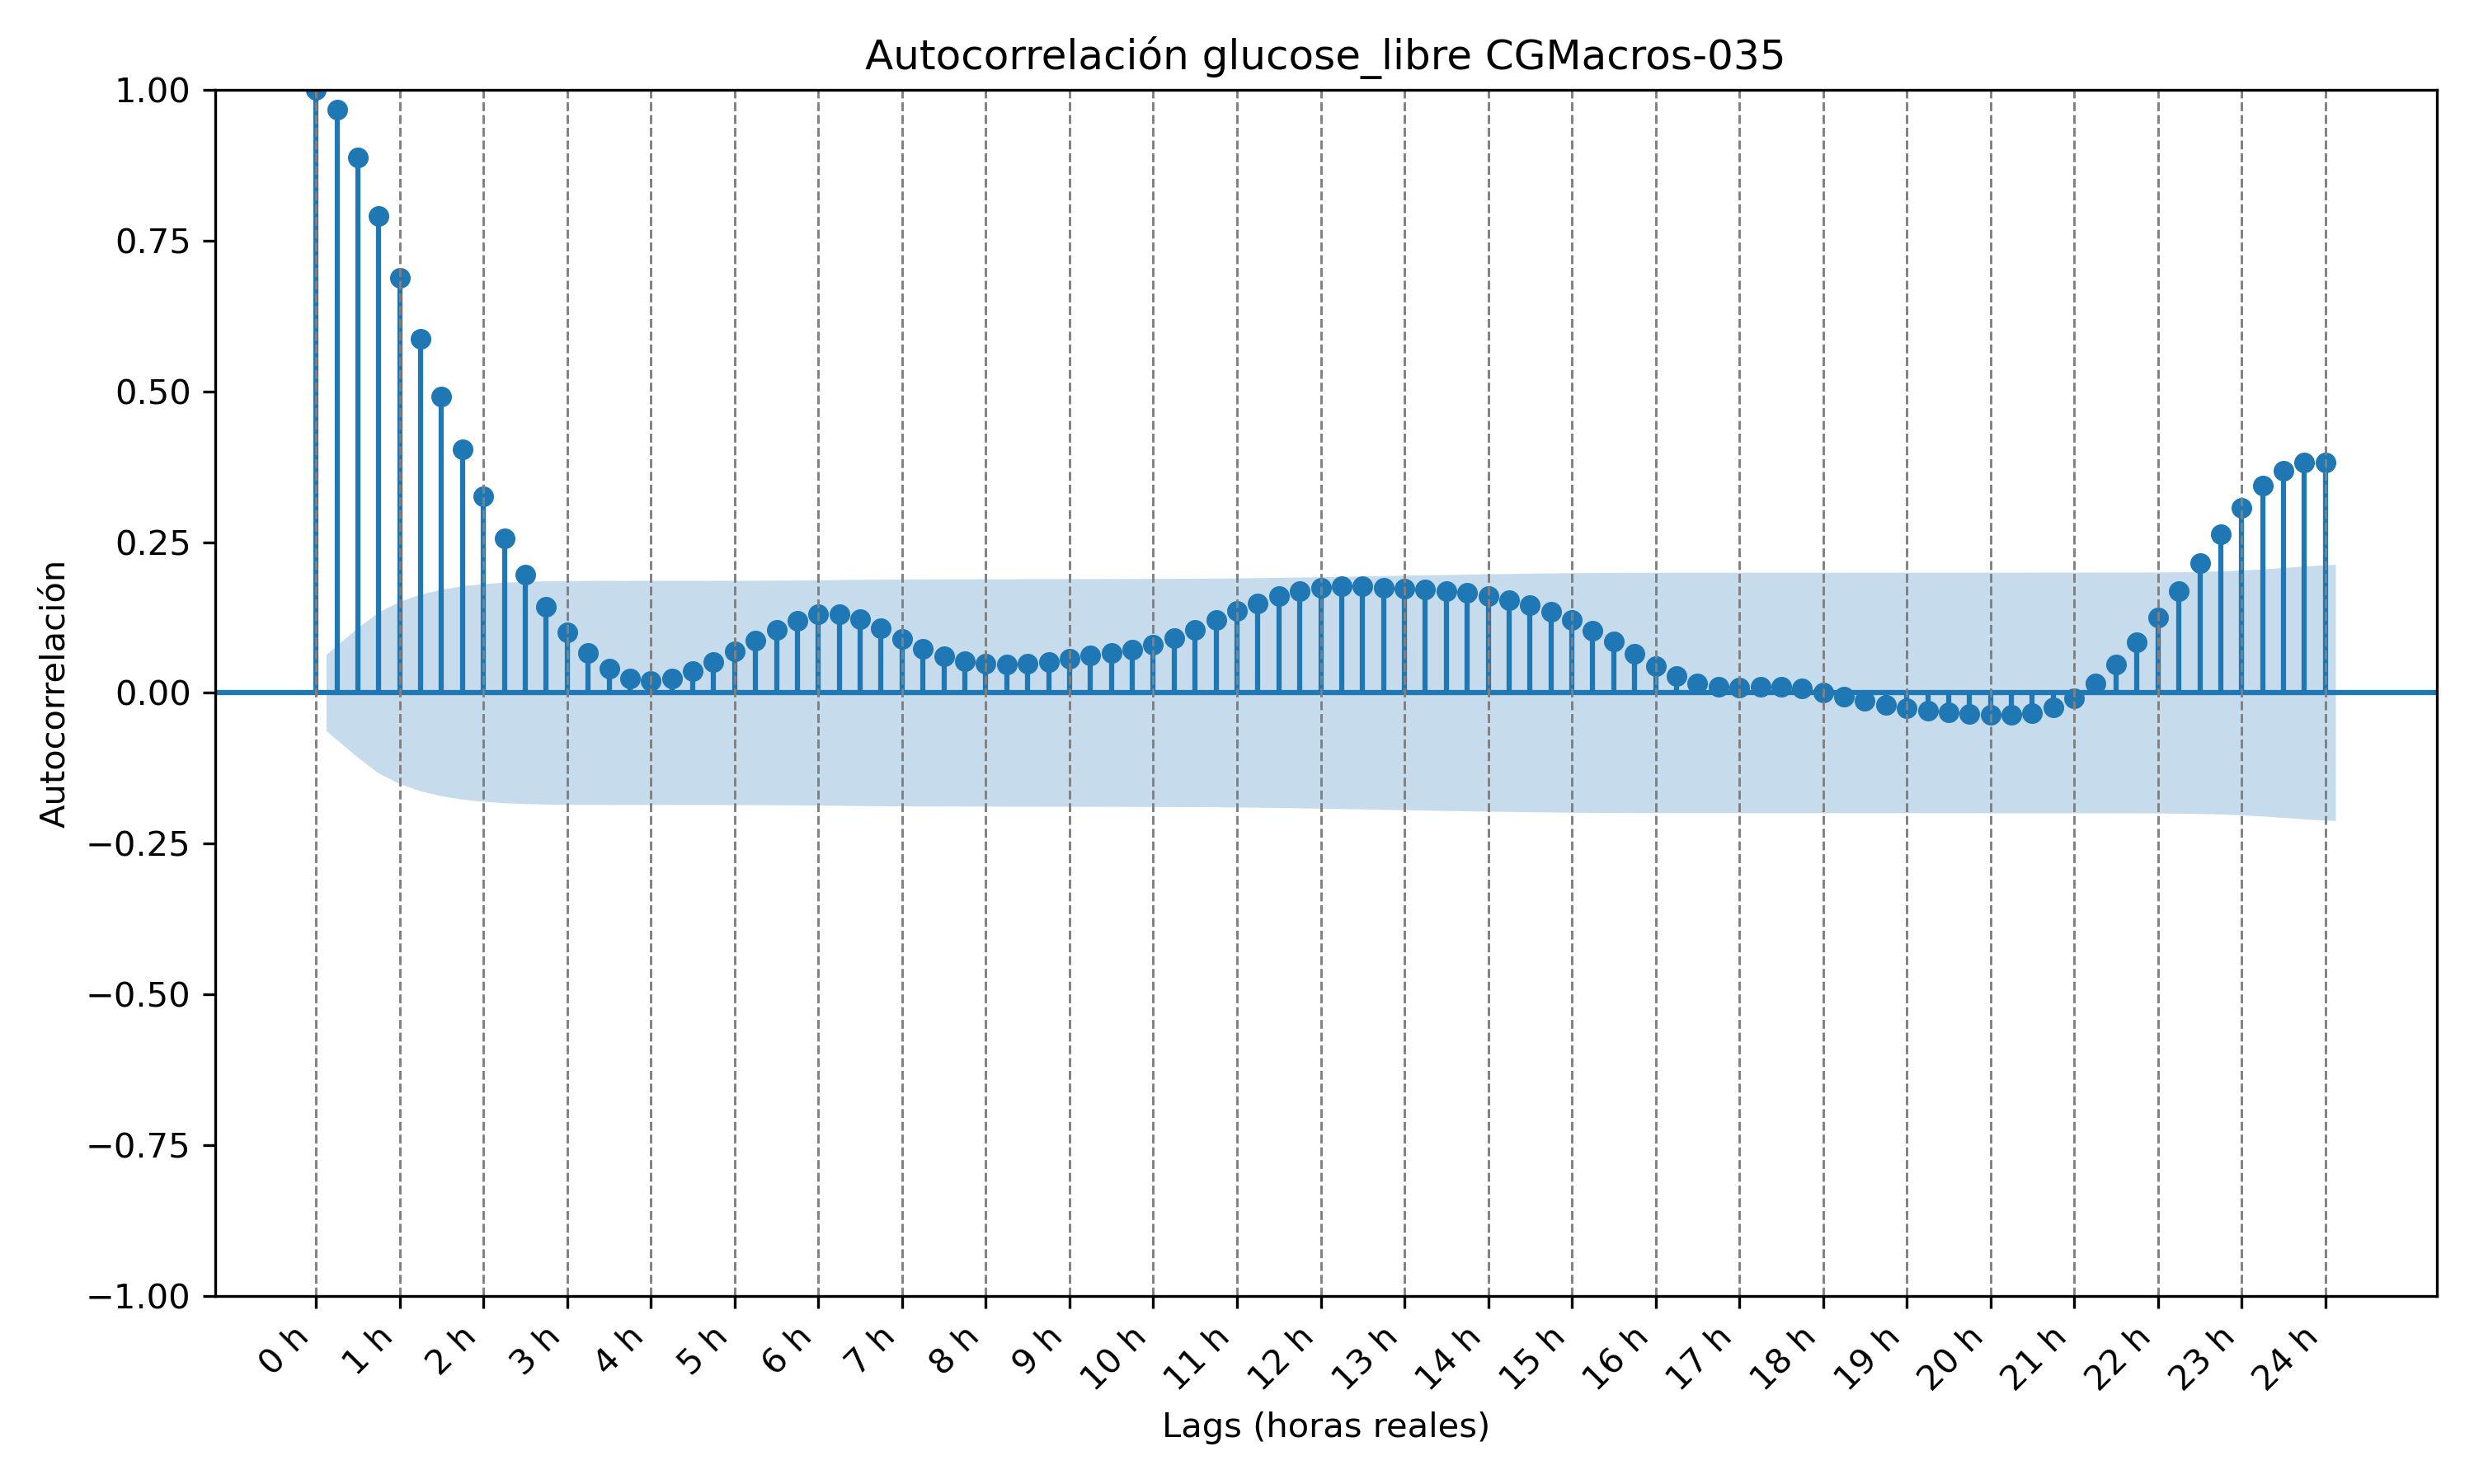 Autocorrelación glucose_libre CGMacros-035
Autocorrelación
1.00
0.75
0.50
0.25
0.00
−0.25
−0.50
−0.75
−1.00
0 h
1 h
2 h
3 h
4 h
5 h
6 h
7 h
8 h
9 h
10 h
11 h
12 h
13 h
14 h
15 h
16 h
17 h
18 h
19 h
20 h
21 h
22 h
23 h
24 h
Lags (horas reales)